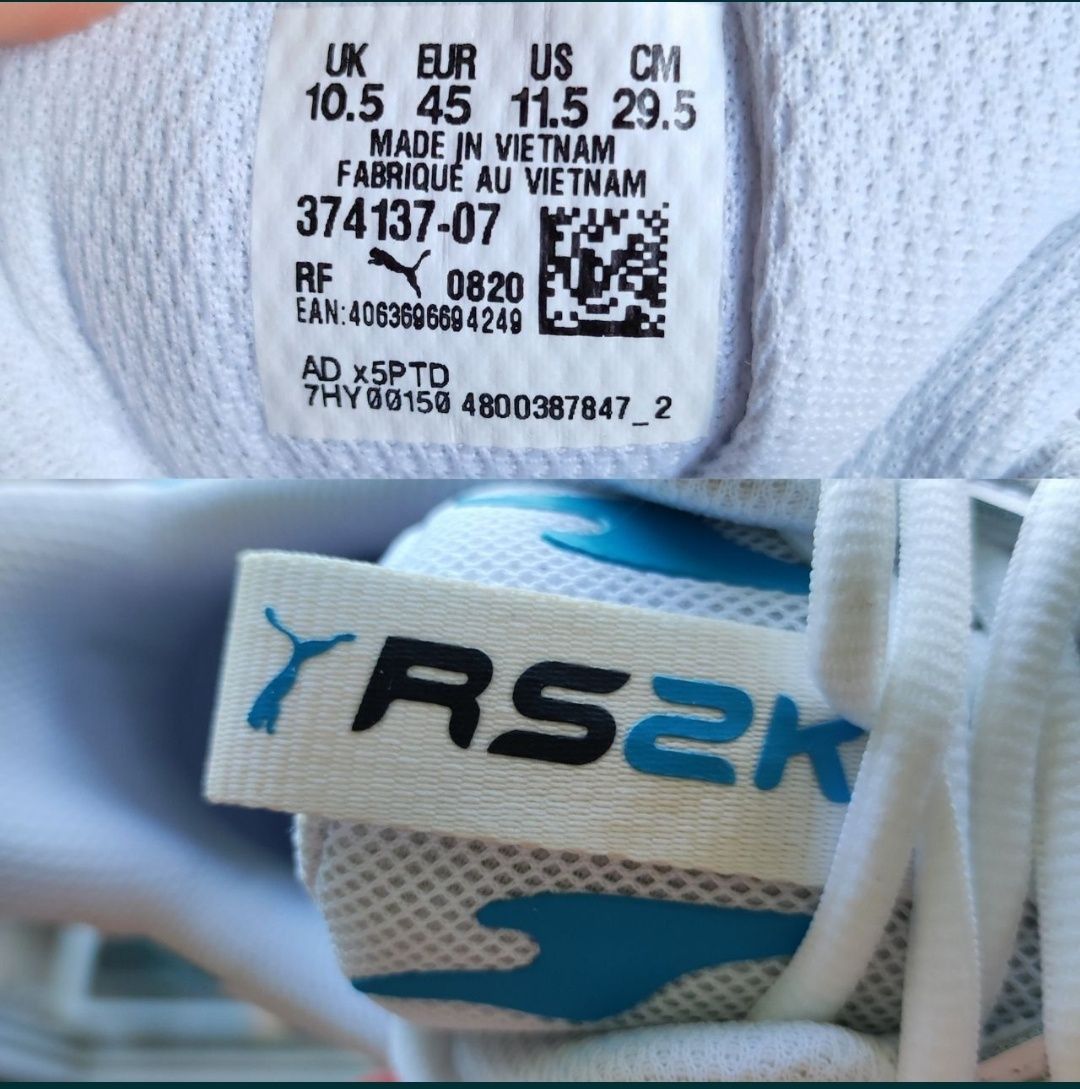 UK EUR US CM
10.5 45 11.5 29.5
MADE IN VIETNAM
FABRIQUÉ AU VIETNAM
374137-07
RF 0820
EAN:4063696694249
AD x5PTD
7HY00150 4800387847_2
RS2K